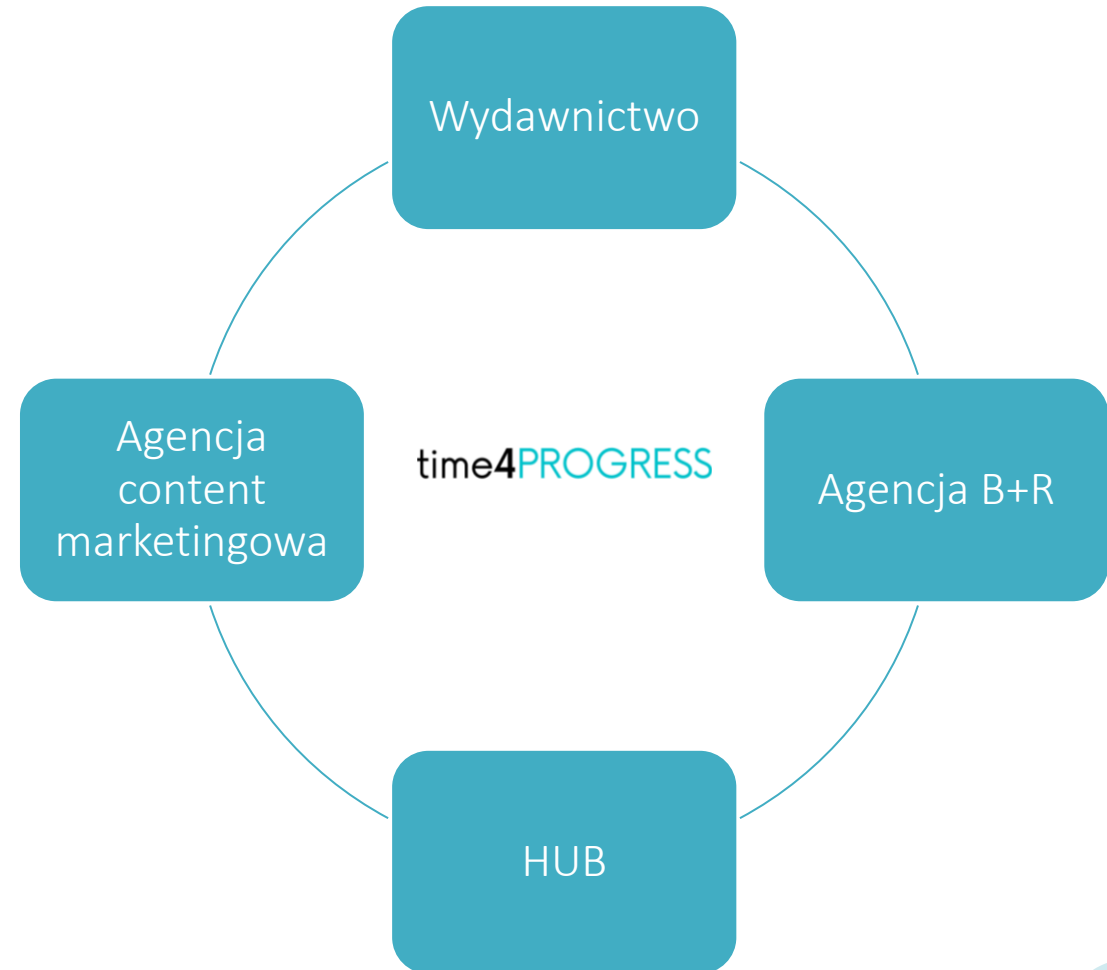 Wydawnictwo
Agencja
content
marketingowa
time4PROGRESS
Agencja B+R
HUB